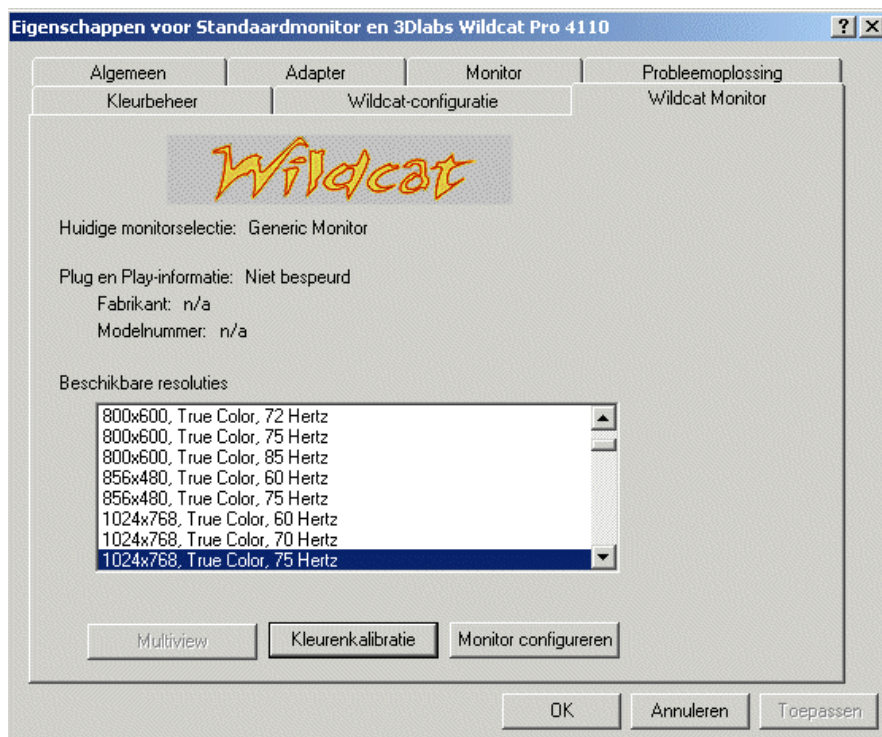 Eigenschappen voor Standaardmonitor en 3Dlabs Wildcat Pro 4110
Algemeen
Adapter
Monitor
Probleemoplossing
Kleurbeheer
Wildcat-configuratie
Wildcat Monitor
Wildcat
Huidige monitorselectie: Generic Monitor
Plug en Play-informatie: Niet bespeurd
Fabrikant: n/a
Modelnummer: n/a
Beschikbare resoluties
800x600, True Color, 72 Hertz
800x600, True Color, 75 Hertz
800x600, True Color, 85 Hertz
856x480, True Color, 60 Hertz
856x480, True Color, 75 Hertz
1024x768, True Color, 60 Hertz
1024x768, True Color, 70 Hertz
1024x768, True Color, 75 Hertz
Multiview
Kleurenkalibratie
Monitor configureren
OK
Annuleren
Toepassen